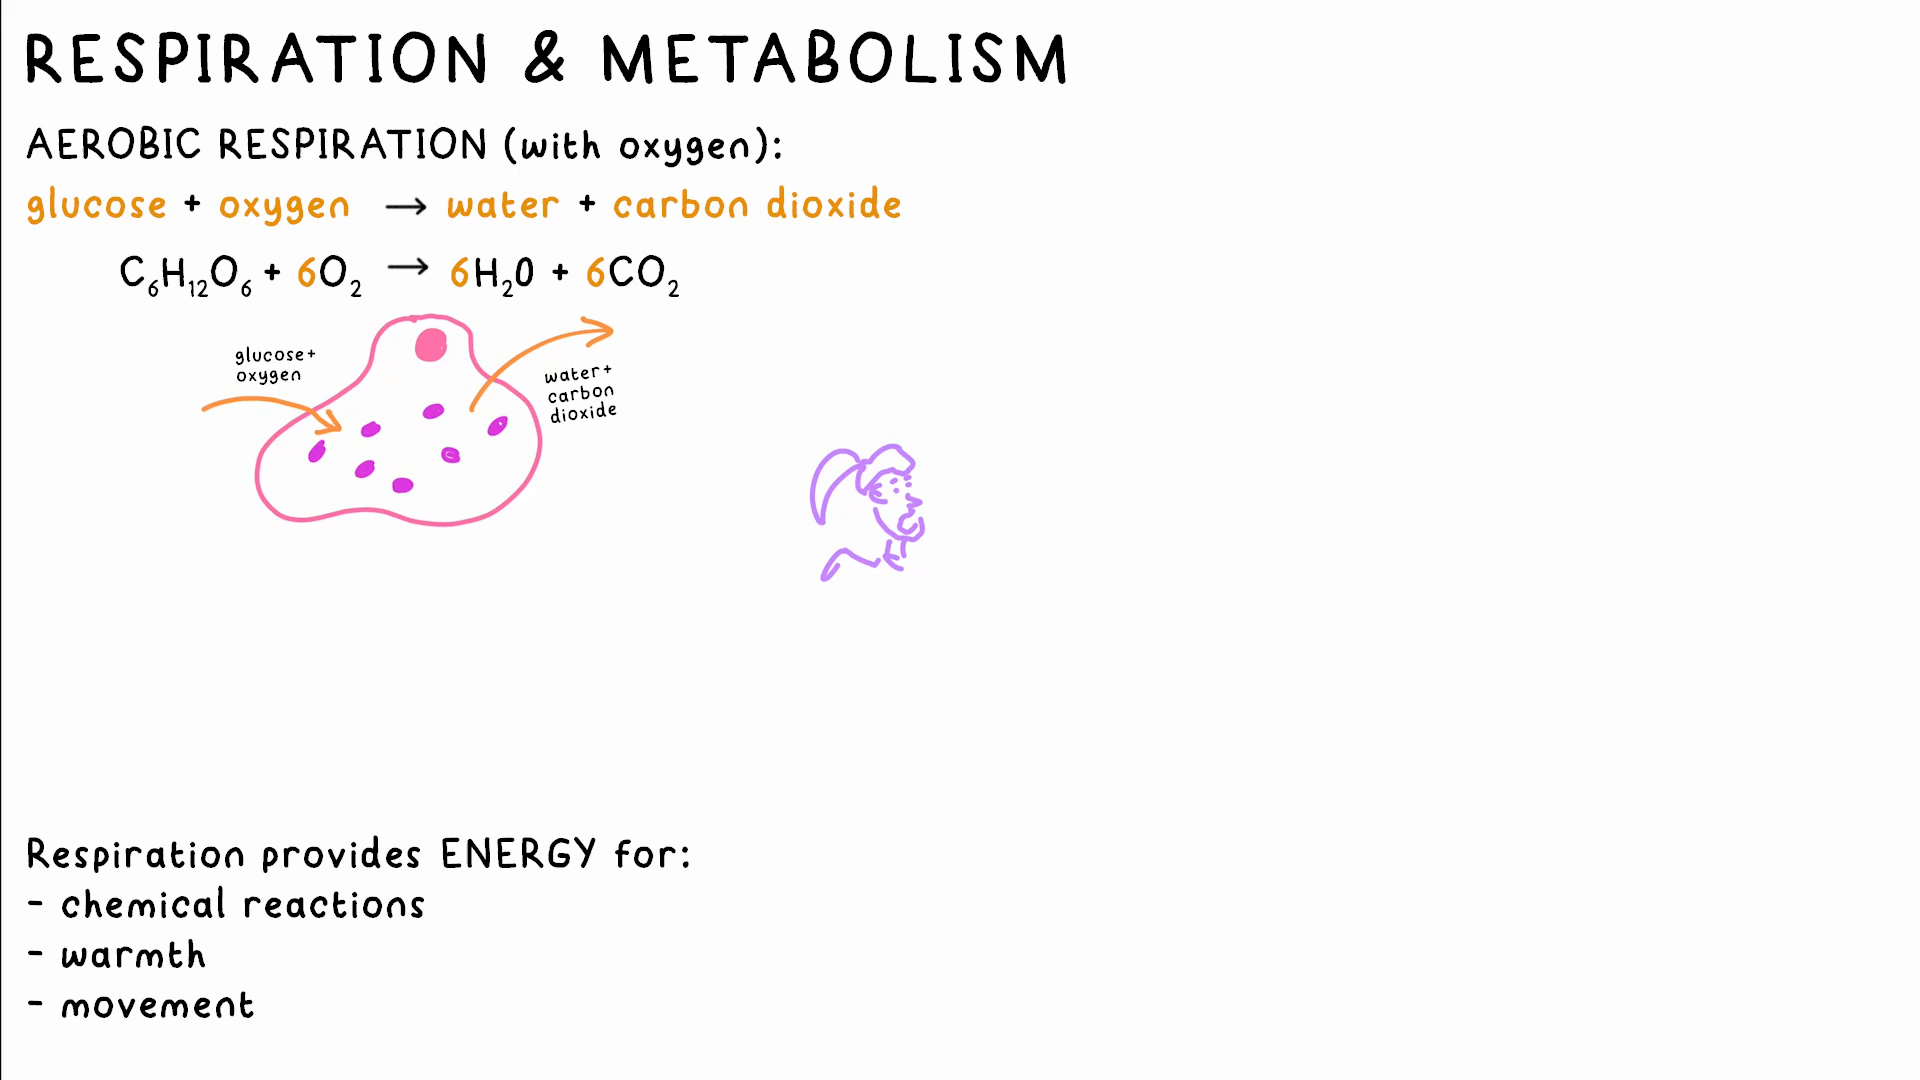 RESPIRATION & METABOLISM
AEROBIC RESPIRATION (with oxygen):
glucose + oxygen → water + carbon dioxide
C₆H₁₂O₆ + 6O₂ → 6H₂0 + 6CO₂
glucose+
oxygen
water+
carbon
dioxide
Respiration provides ENERGY for:
- chemical reactions
- warmth
- movement